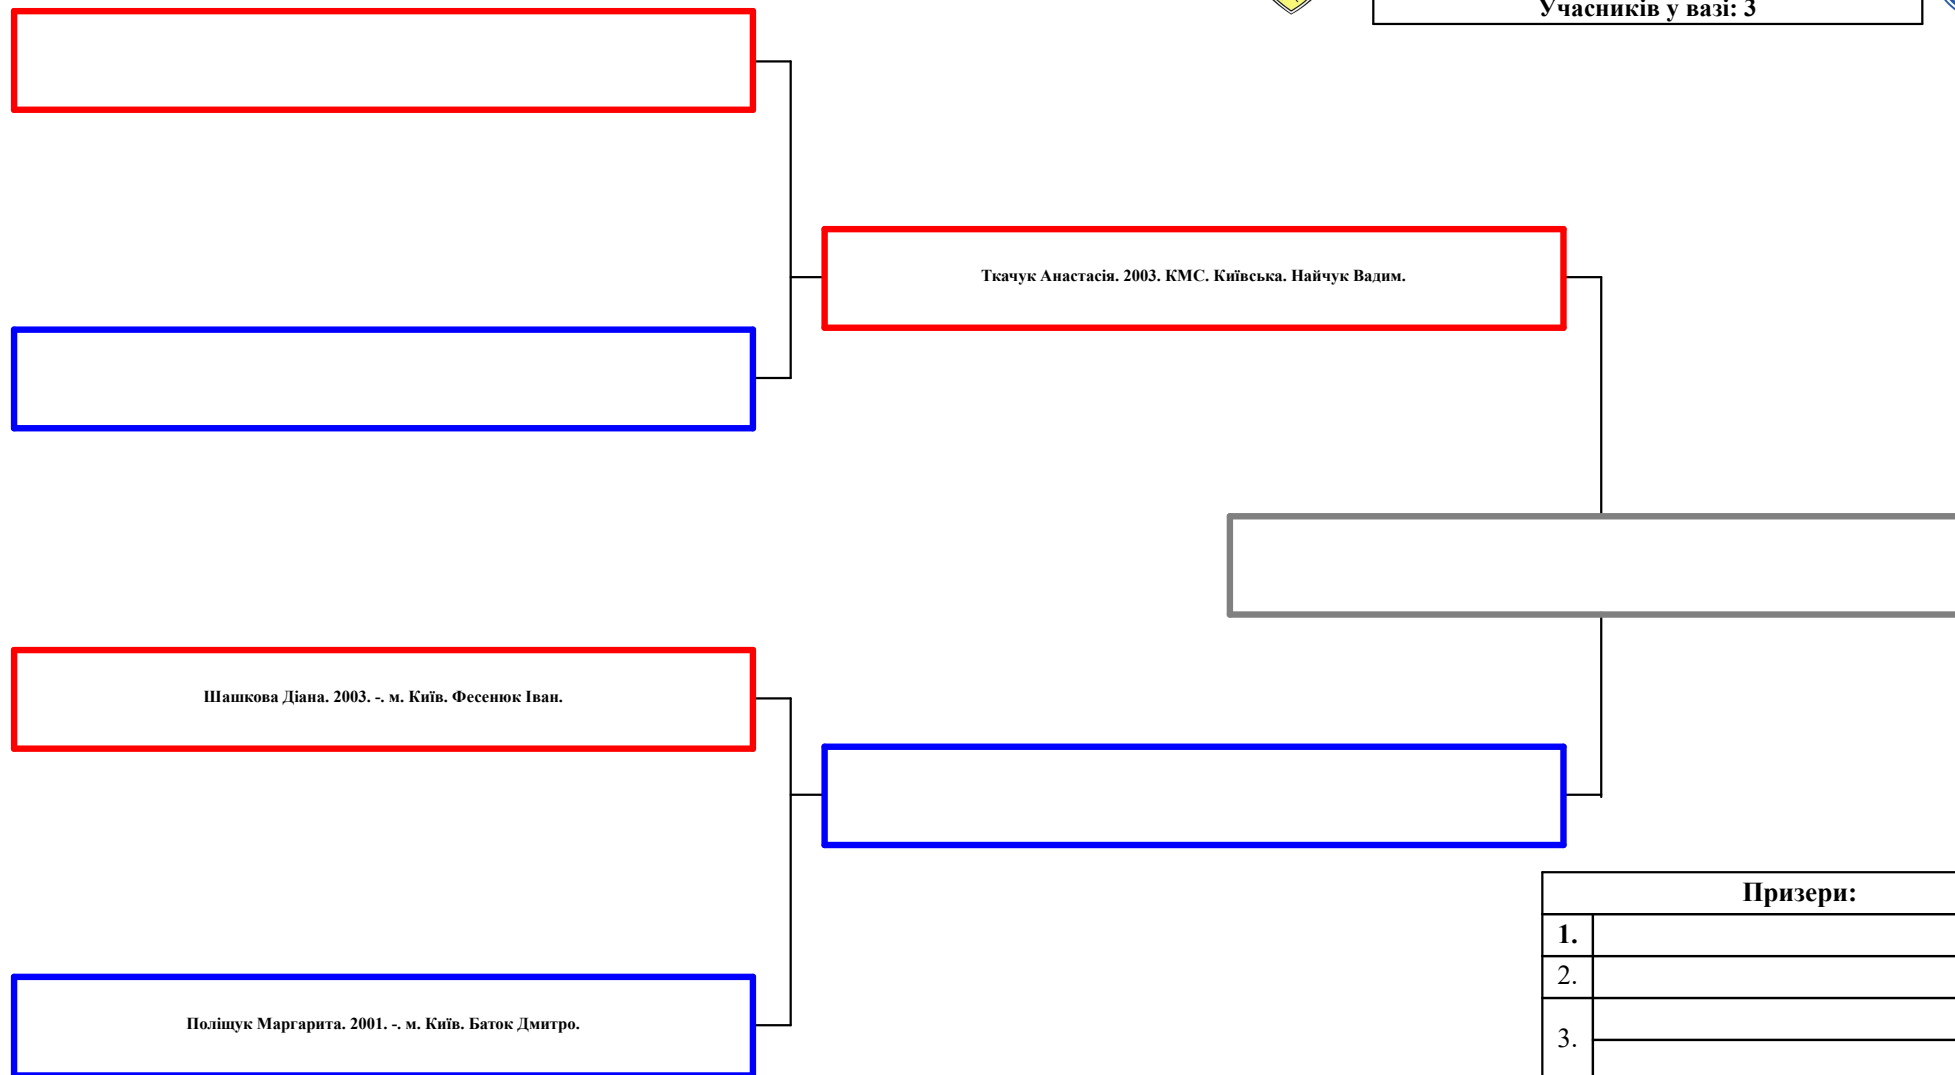 Учасників у вазі: 3
Ткачук Анастасія. 2003. КМС. Київська. Найчук Вадим.
Шашкова Діана. 2003. -. м. Київ. Фесенюк Іван.
Поліщук Маргарита. 2001. -. м. Київ. Баток Дмитро.
Призери:
1.
2.
3.